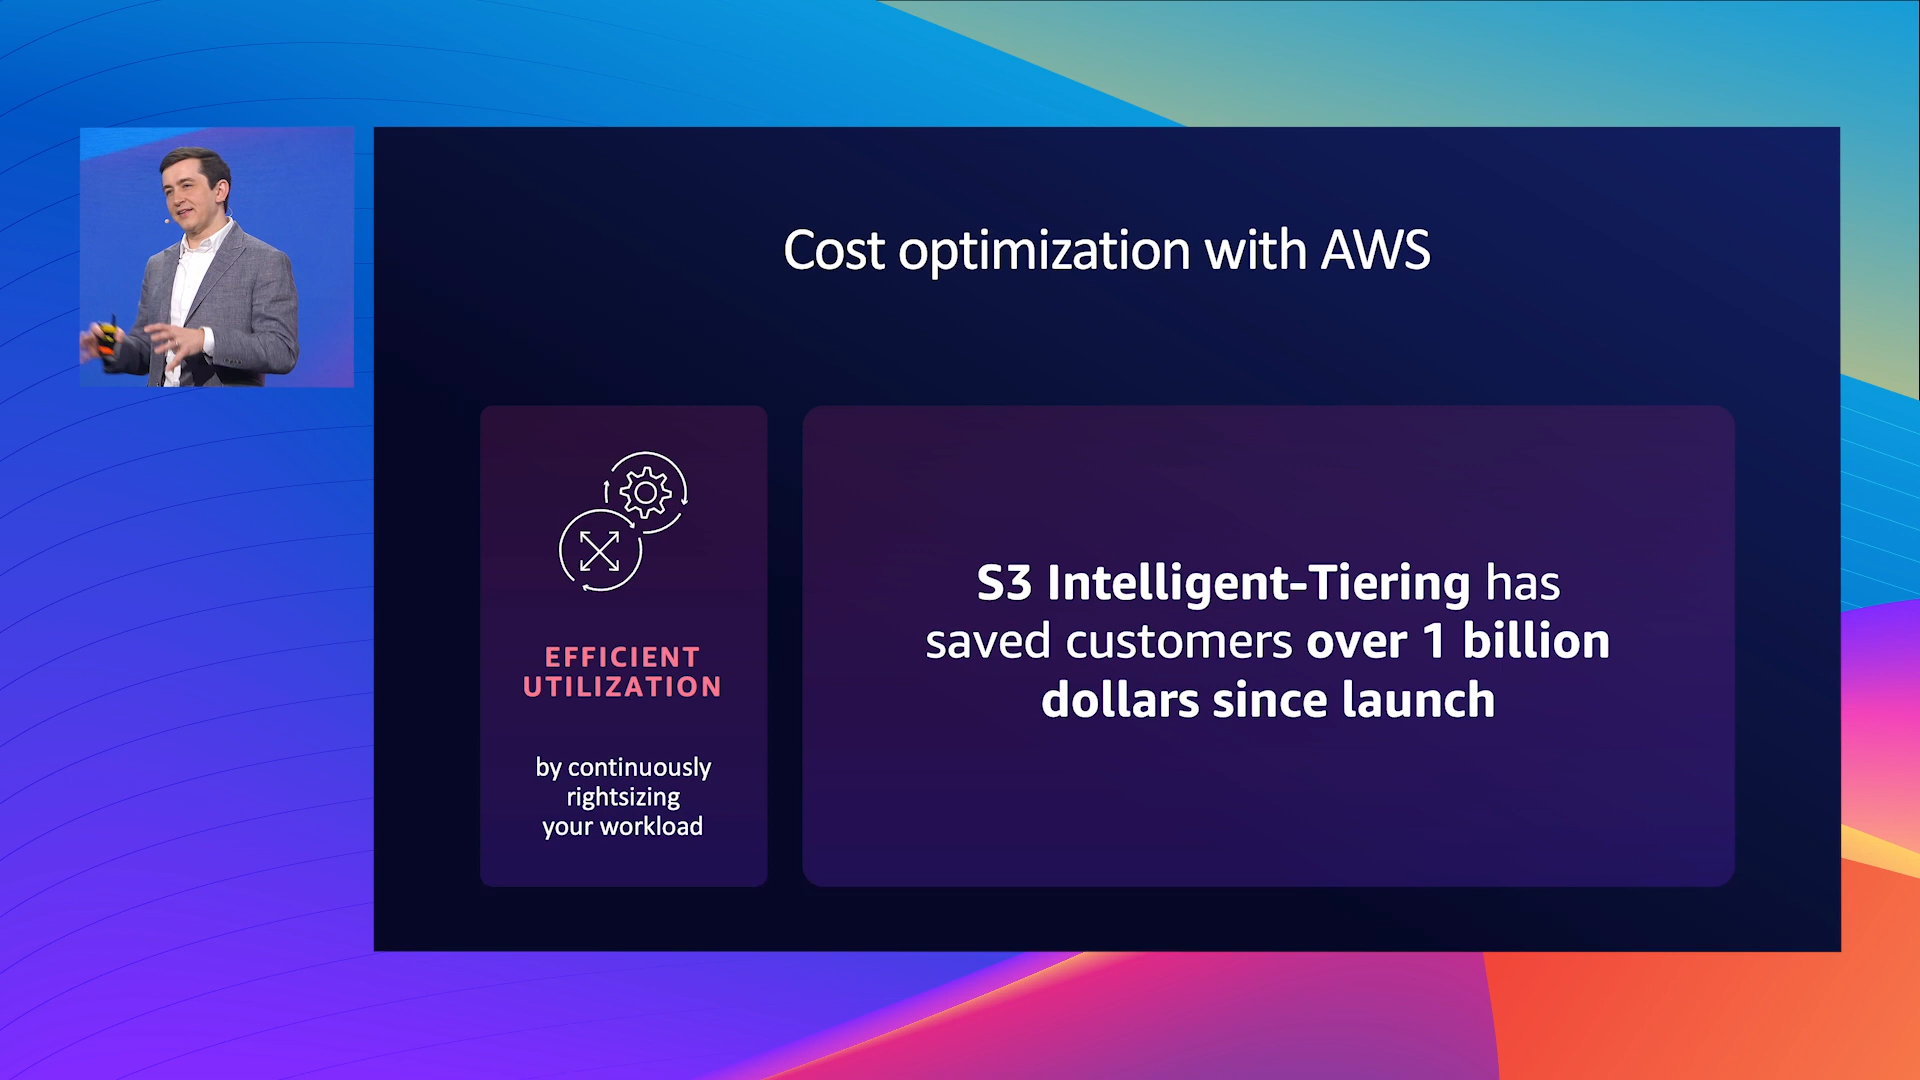 Cost optimization with AWS
EFFICIENT
UTILIZATION
by continuously
rightsizing
your workload
S3 Intelligent-Tiering has
saved customers over 1 billion
dollars since launch